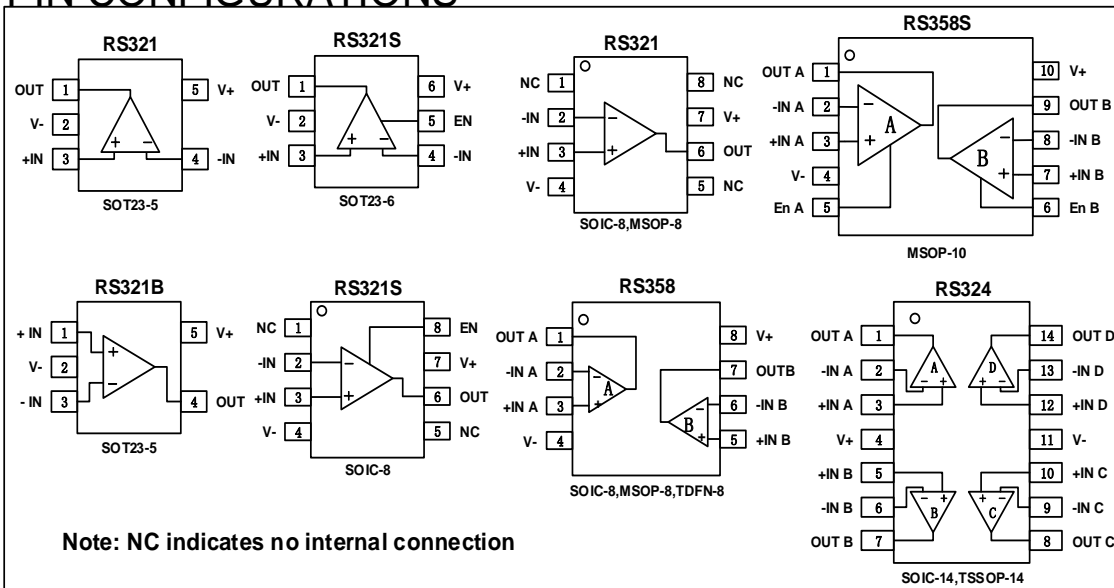 PIN CONFIGURATIONS
RS321
OUT 1
V- 2
+IN 3
5 V+
4 -IN
+ −
SOT23-5
RS321S
OUT 1
V- 2
+IN 3
6 V+
5 EN
4 -IN
+ −
SOT23-6
RS321
NC 1
-IN 2
+IN 3
V- 4
8 NC
7 V+
6 OUT
5 NC
−
+
SOIC-8,MSOP-8
RS358S
OUT A 1
-IN A 2
+IN A 3
V- 4
En A 5
10 V+
9 OUT B
8 -IN B
7 +IN B
6 En B
−
A
+
−
B
+
MSOP-10
RS321B
+ IN 1
V- 2
- IN 3
5 V+
4 OUT
+
−
SOT23-5
RS321S
NC 1
-IN 2
+IN 3
V- 4
8 EN
7 V+
6 OUT
5 NC
−
+
SOIC-8
RS358
OUT A 1
-IN A 2
+IN A 3
V- 4
8 V+
7 OUTB
6 -IN B
5 +IN B
−
A
+
−
B
+
SOIC-8,MSOP-8,TDFN-8
RS324
OUT A 1
-IN A 2
+IN A 3
V+ 4
+IN B 5
-IN B 6
OUT B 7
14 OUT D
13 -IN D
12 +IN D
11 V-
10 +IN C
9 -IN C
8 OUT C
A D
− + + −
− + + −
B C
SOIC-14,TSSOP-14
Note: NC indicates no internal connection